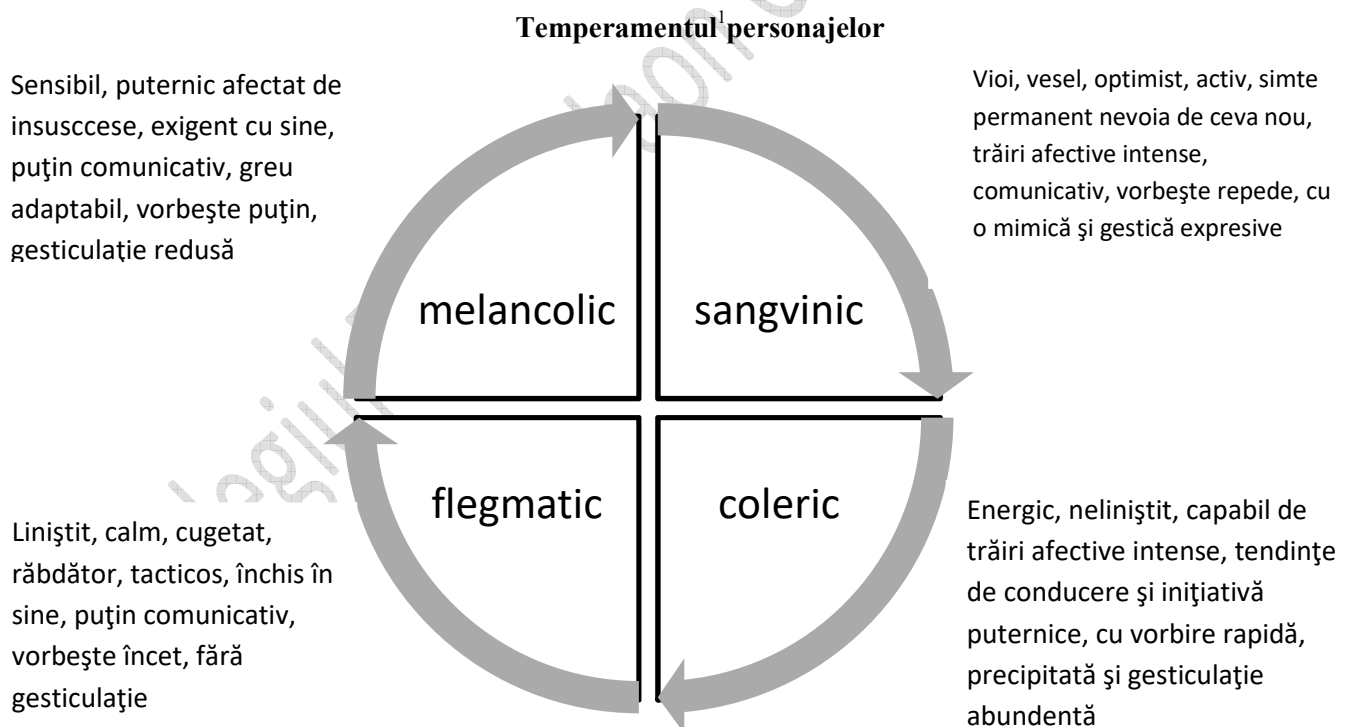 Temperamentul¹personajelor
Sensibil, puternic afectat de
insusccese, exigent cu sine,
puţin comunicativ, greu
adaptabil, vorbeşte puţin,
gesticulaţie redusă
Vioi, vesel, optimist, activ, simte
permanent nevoia de ceva nou,
trăiri afective intense,
comunicativ, vorbeşte repede, cu
o mimică şi gestică expresive
melancolic
sangvinic
flegmatic
coleric
Liniştit, calm, cugetat,
răbdător, tacticos, închis în
sine, puţin comunicativ,
vorbeşte încet, fără
gesticulaţie
Energic, neliniştit, capabil de
trăiri afective intense, tendinţe
de conducere şi iniţiativă
puternice, cu vorbire rapidă,
precipitată şi gesticulaţie
abundentă